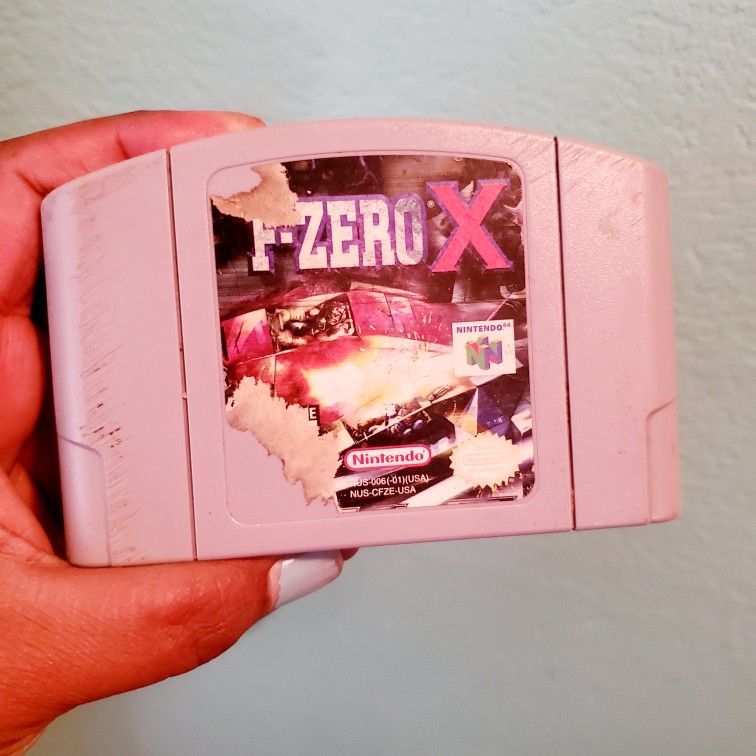 F-ZERO® X
NINTENDO⁶⁴
E
Nintendo®
NUS-006(-01)(USA)
NUS-CFZE-USA